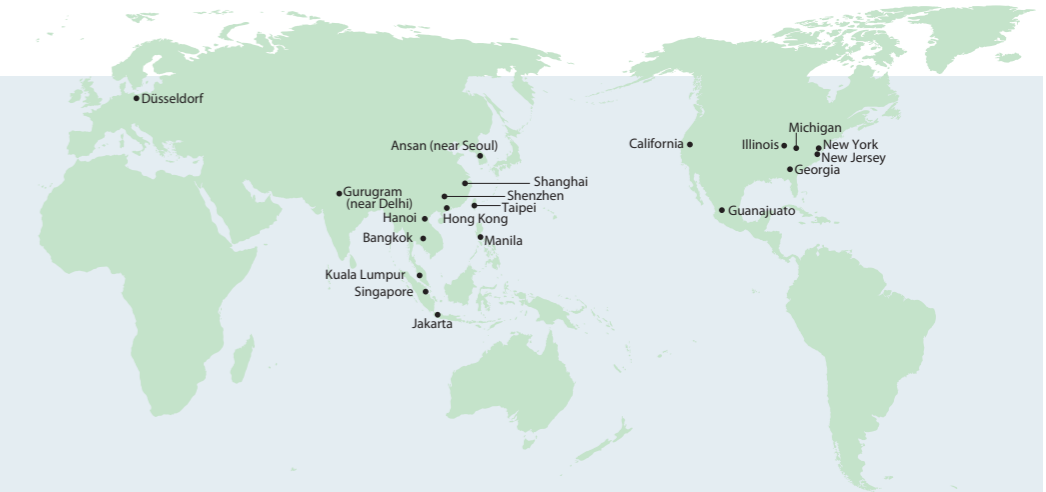 Düsseldorf
Ansan (near Seoul)
Shanghai
Gurugram
(near Delhi)
Shenzhen
Taipei
Hanoi
Hong Kong
Bangkok
Manila
Kuala Lumpur
Singapore
Jakarta
Michigan
California
Illinois
New York
New Jersey
Georgia
Guanajuato